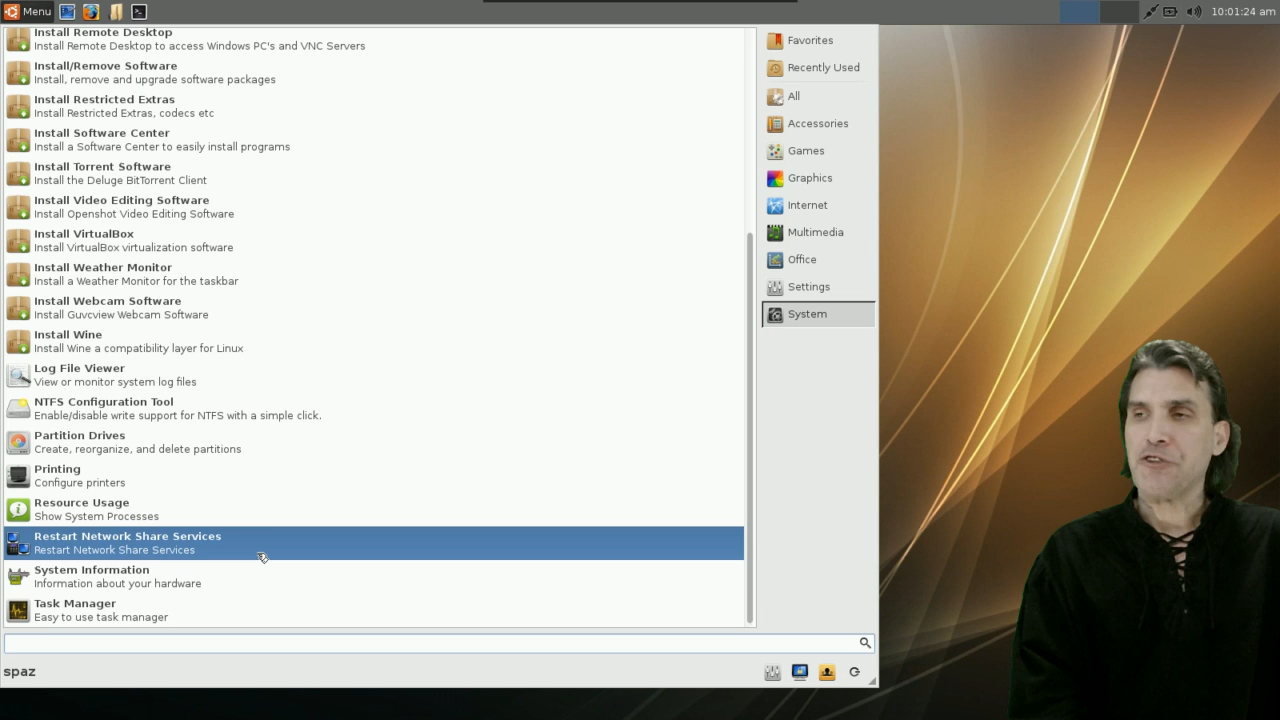 Menu
10:01:24 am
Install Remote Desktop
Install Remote Desktop to access Windows PC's and VNC Servers
Install/Remove Software
Install, remove and upgrade software packages
Install Restricted Extras
Install Restricted Extras, codecs etc
Install Software Center
Install a Software Center to easily install programs
Install Torrent Software
Install the Deluge BitTorrent Client
Install Video Editing Software
Install Openshot Video Editing Software
Install VirtualBox
Install VirtualBox virtualization software
Install Weather Monitor
Install a Weather Monitor for the taskbar
Install Webcam Software
Install Guvcview Webcam Software
Install Wine
Install Wine a compatibility layer for Linux
Log File Viewer
View or monitor system log files
NTFS Configuration Tool
Enable/disable write support for NTFS with a simple click.
Partition Drives
Create, reorganize, and delete partitions
Printing
Configure printers
Resource Usage
Show System Processes
Restart Network Share Services
Restart Network Share Services
System Information
Information about your hardware
Task Manager
Easy to use task manager
Favorites
Recently Used
All
Accessories
Games
Graphics
Internet
Multimedia
Office
Settings
System
spaz